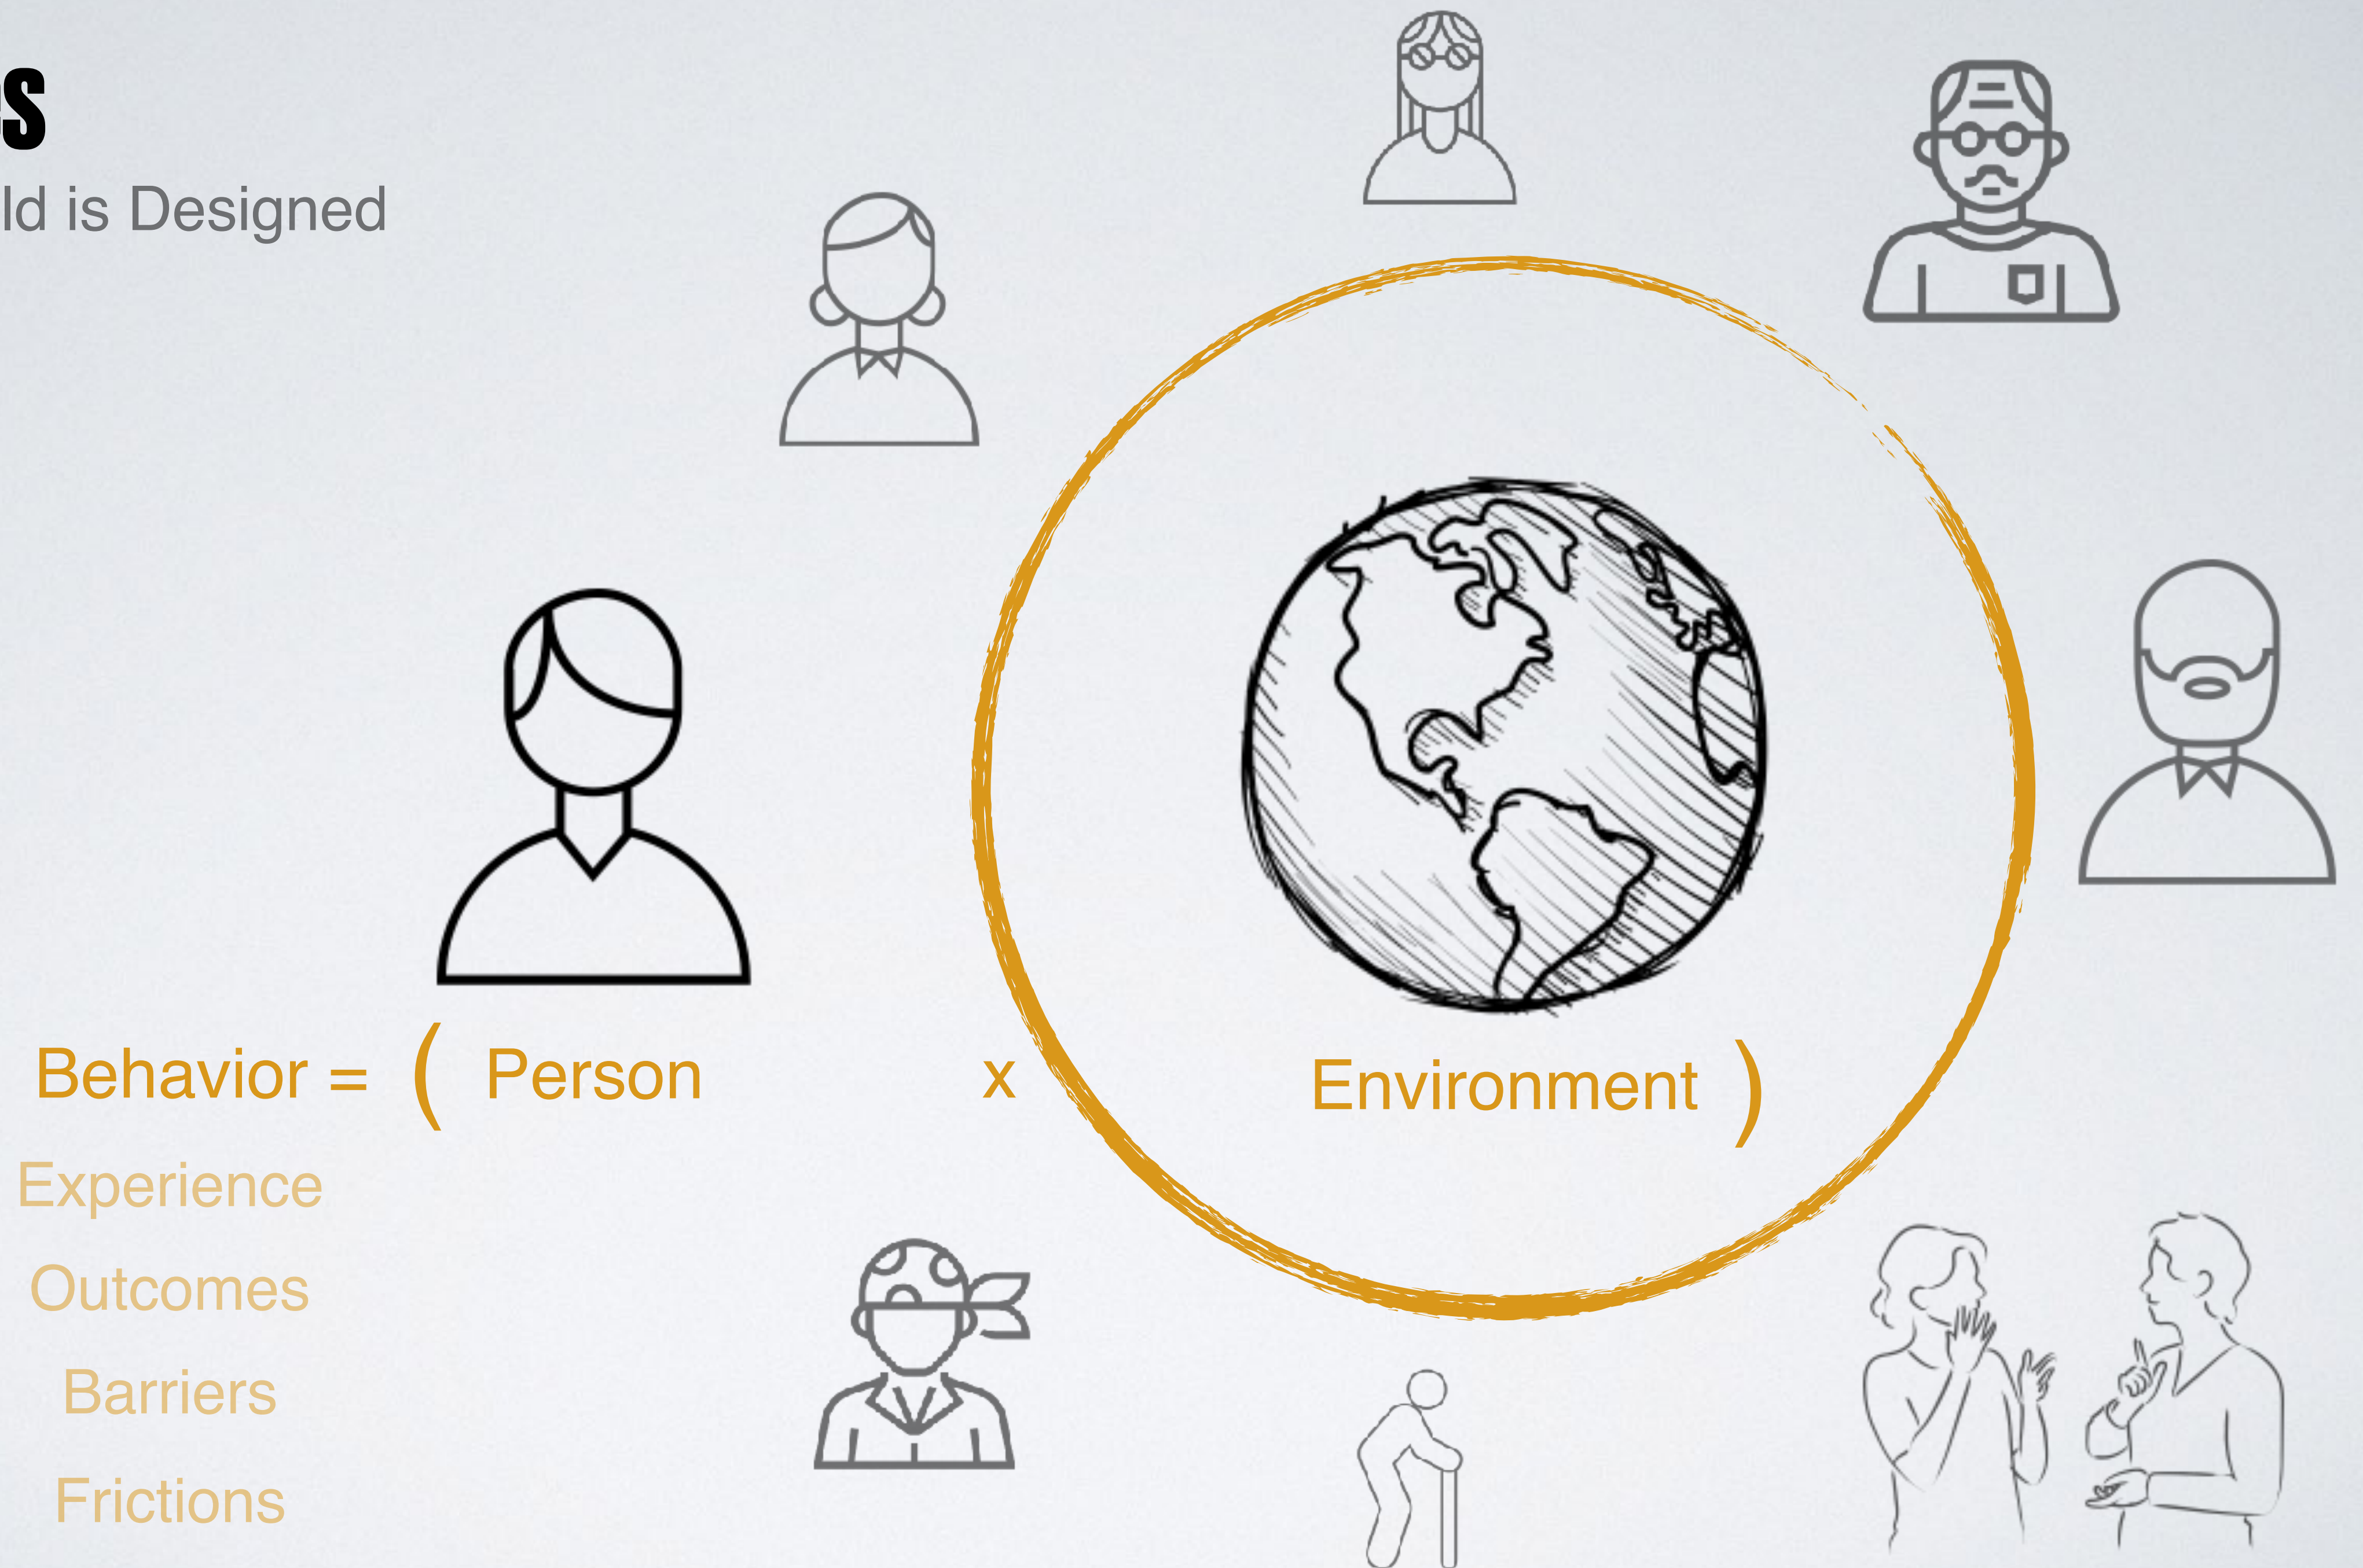 s
ld is Designed
Behavior = ( Person x Environment )
Experience
Outcomes
Barriers
Frictions